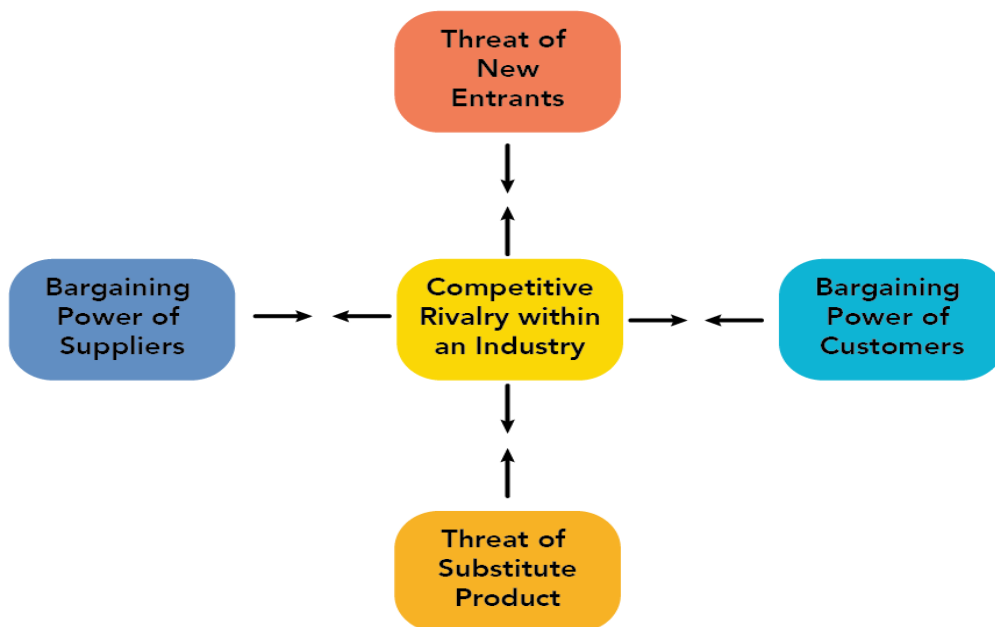 Threat of
New
Entrants
Bargaining
Power of
Suppliers
Competitive
Rivalry within
an Industry
Bargaining
Power of
Customers
Threat of
Substitute
Product